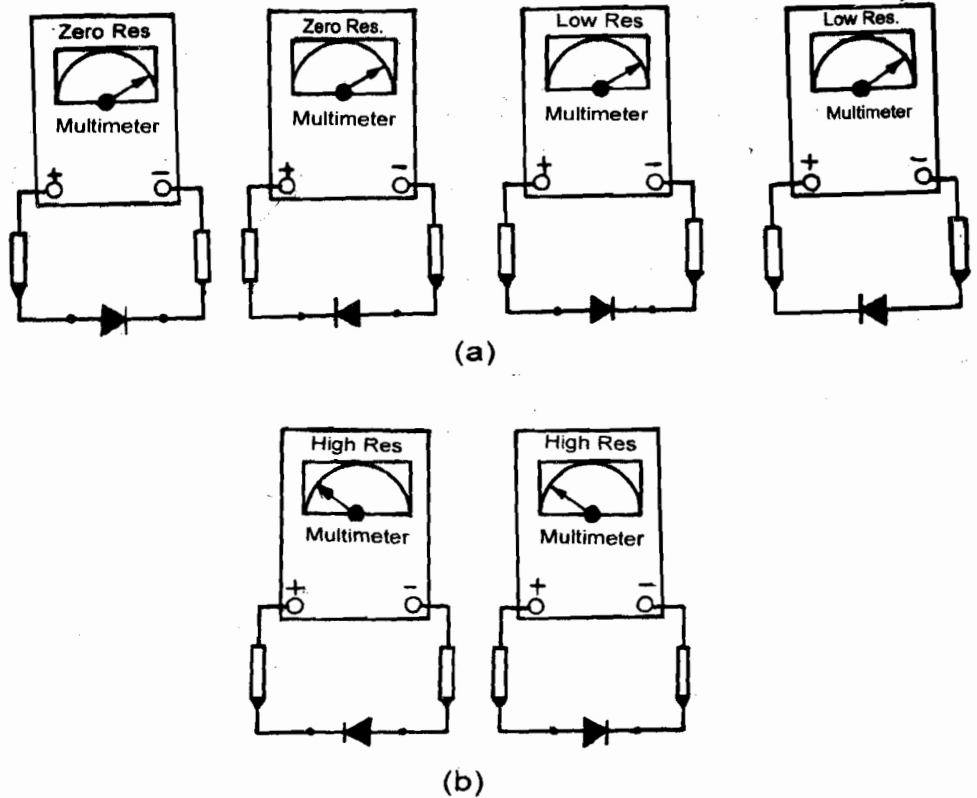 Zero Res
Multimeter
+ −
Zero Res.
Multimeter
+ −
Low Res
Multimeter
+ −
Low Res.
Multimeter
+ −
(a)
High Res
Multimeter
+ −
High Res
Multimeter
+ −
(b)